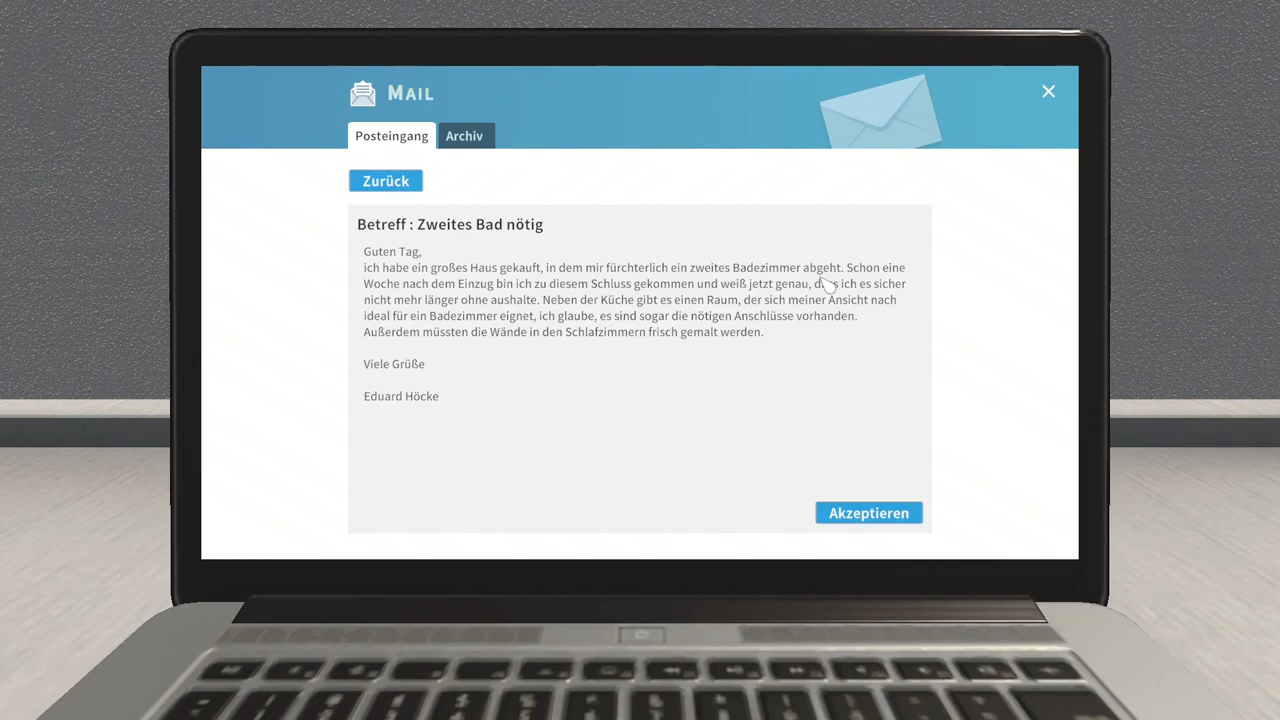 MAIL
Posteingang
Archiv
Zurück
Betreff : Zweites Bad nötig
Guten Tag,
ich habe ein großes Haus gekauft, in dem mir fürchterlich ein zweites Badezimmer abgeht. Schon eine
Woche nach dem Einzug bin ich zu diesem Schluss gekommen und weiß jetzt genau, dass ich es sicher
nicht mehr länger ohne aushalte. Neben der Küche gibt es einen Raum, der sich meiner Ansicht nach
ideal für ein Badezimmer eignet, ich glaube, es sind sogar die nötigen Anschlüsse vorhanden.
Außerdem müssten die Wände in den Schlafzimmern frisch gemalt werden.
Viele Grüße
Eduard Höcke
Akzeptieren